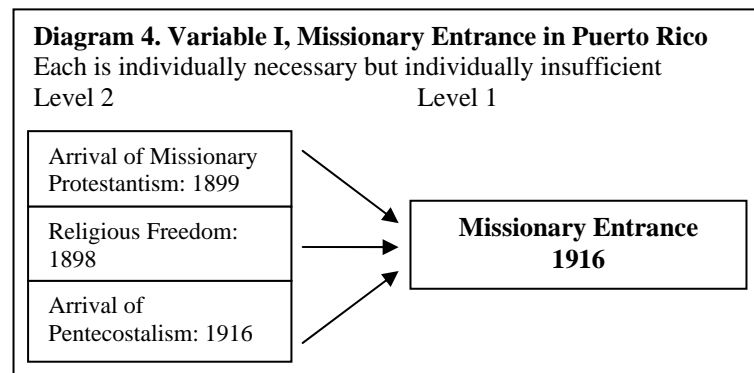 Diagram 4. Variable I, Missionary Entrance in Puerto Rico
Each is individually necessary but individually insufficient
Level 2 Level 1
Arrival of Missionary
Protestantism: 1899
Religious Freedom:
1898
Arrival of
Pentecostalism: 1916
Missionary Entrance
1916